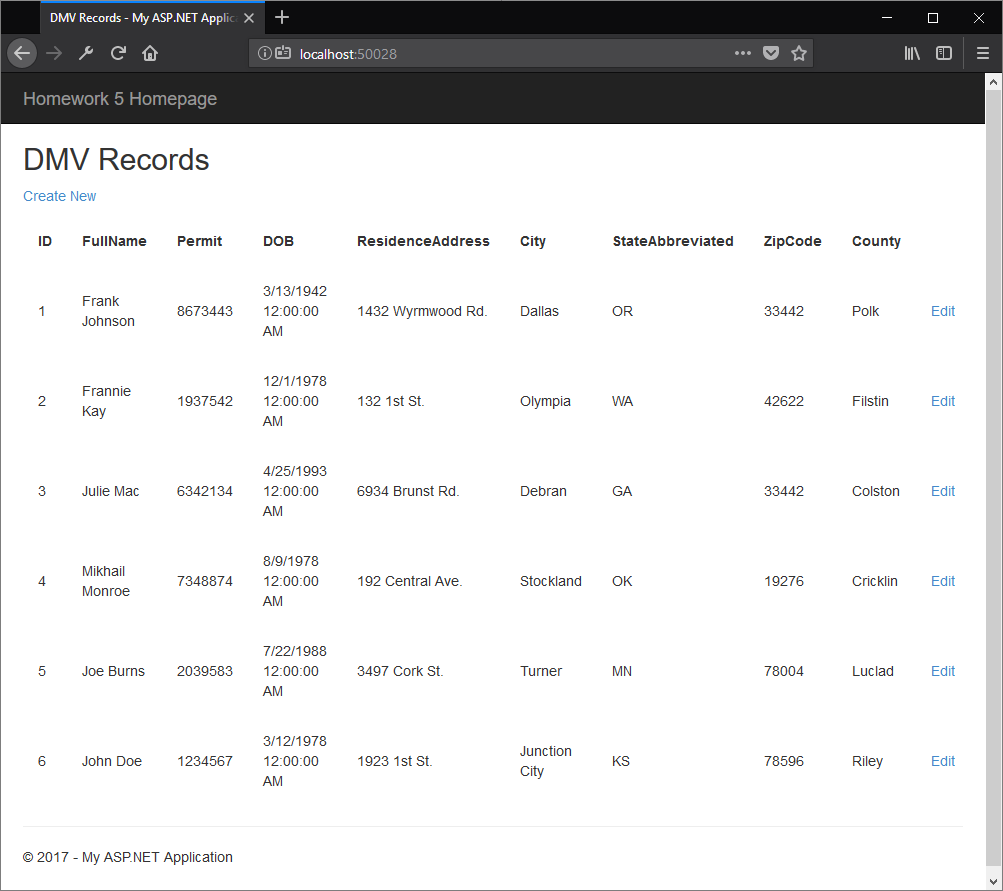 DMV Records - My ASP.NET Applic
localhost:50028
Homework 5 Homepage
DMV Records
Create New
ID FullName Permit DOB ResidenceAddress City StateAbbreviated ZipCode County
1 Frank Johnson 8673443 3/13/1942 12:00:00 AM 1432 Wyrmwood Rd. Dallas OR 33442 Polk Edit
2 Frannie Kay 1937542 12/1/1978 12:00:00 AM 132 1st St. Olympia WA 42622 Filstin Edit
3 Julie Mac 6342134 4/25/1993 12:00:00 AM 6934 Brunst Rd. Debran GA 33442 Colston Edit
4 Mikhail Monroe 7348874 8/9/1978 12:00:00 AM 192 Central Ave. Stockland OK 19276 Cricklin Edit
5 Joe Burns 2039583 7/22/1988 12:00:00 AM 3497 Cork St. Turner MN 78004 Luclad Edit
6 John Doe 1234567 3/12/1978 12:00:00 AM 1923 1st St. Junction City KS 78596 Riley Edit
© 2017 - My ASP.NET Application